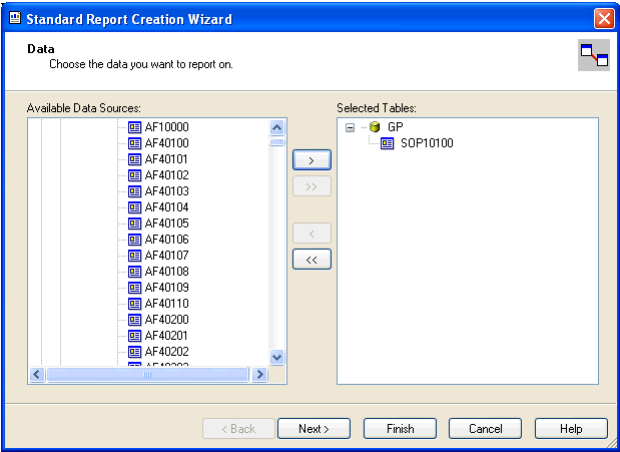 Standard Report Creation Wizard
Data
Choose the data you want to report on.
Available Data Sources:
AF10000
AF40100
AF40101
AF40102
AF40103
AF40104
AF40105
AF40106
AF40107
AF40108
AF40109
AF40110
AF40200
AF40201
AF40202
>
>>
<
<<
Selected Tables:
GP
SOP10100
< Back
Next >
Finish
Cancel
Help